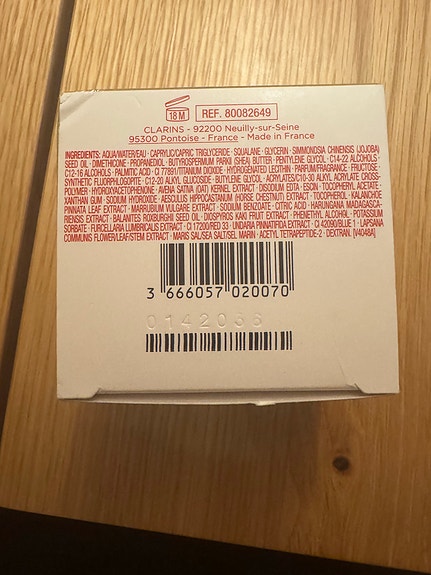 18 M
REF. 80082649
CLARINS - 92200 Neuilly-sur-Seine
95300 Pontoise - France - Made in France
INGREDIENTS: AQUA/WATER/EAU · CAPRYLIC/CAPRIC TRIGLYCERIDE · SQUALANE · GLYCERIN · SIMMONDSIA CHINENSIS (JOJOBA)
SEED OIL · DIMETHICONE · PROPANEDIOL · BUTYROSPERMUM PARKII (SHEA) BUTTER · PENTYLENE GLYCOL · C14-22 ALCOHOLS ·
C12-16 ALCOHOLS · PALMITIC ACID · CI 77891/TITANIUM DIOXIDE · HYDROGENATED LECITHIN · PARFUM/FRAGRANCE · FRUCTOSE ·
SYNTHETIC FLUORPHLOGOPITE · C12-20 ALKYL GLUCOSIDE · BUTYLENE GLYCOL · ACRYLATES/C10-30 ALKYL ACRYLATE CROSS-
POLYMER · HYDROXYACETOPHENONE · AVENA SATIVA (OAT) KERNEL EXTRACT · DISODIUM EDTA · ESCIN · TOCOPHERYL ACETATE ·
XANTHAN GUM · SODIUM HYDROXIDE · AESCULUS HIPPOCASTANUM (HORSE CHESTNUT) EXTRACT · TOCOPHEROL · KALANCHOE
PINNATA LEAF EXTRACT · MARRUBIUM VULGARE EXTRACT · SODIUM BENZOATE · CITRIC ACID · HARUNGANA MADAGASCA-
RIENSIS EXTRACT · BALANITES ROXBURGHII SEED OIL · DIOSPYROS KAKI FRUIT EXTRACT · PHENETHYL ALCOHOL · POTASSIUM
SORBATE · FURCELLARIA LUMBRICALIS EXTRACT · CI 17200/RED 33 · UNDARIA PINNATIFIDA EXTRACT · CI 42090/BLUE 1 · LAPSANA
COMMUNIS FLOWER/LEAF/STEM EXTRACT · MARIS SAL/SEA SALT/SEL MARIN · ACETYL TETRAPEPTIDE-2 · DEXTRAN. [V4048A]
3 666057 020070